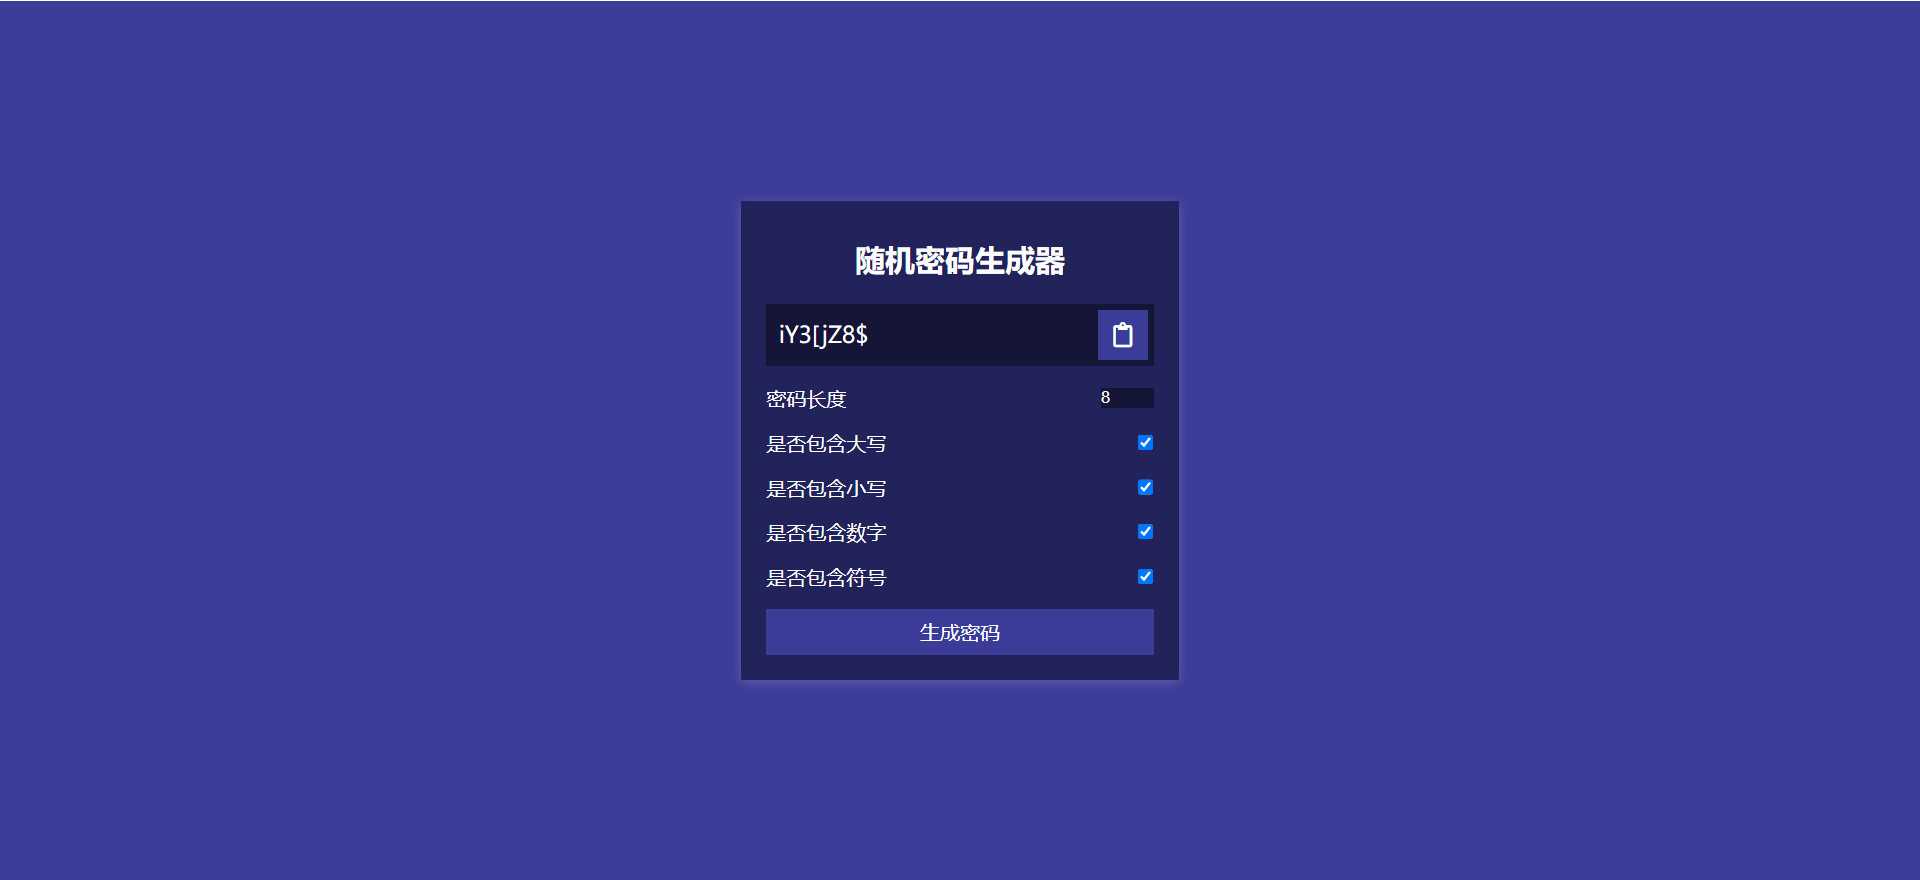 随机密码生成器
iY3[jZ8$
密码长度 8
是否包含大写
是否包含小写
是否包含数字
是否包含符号
生成密码